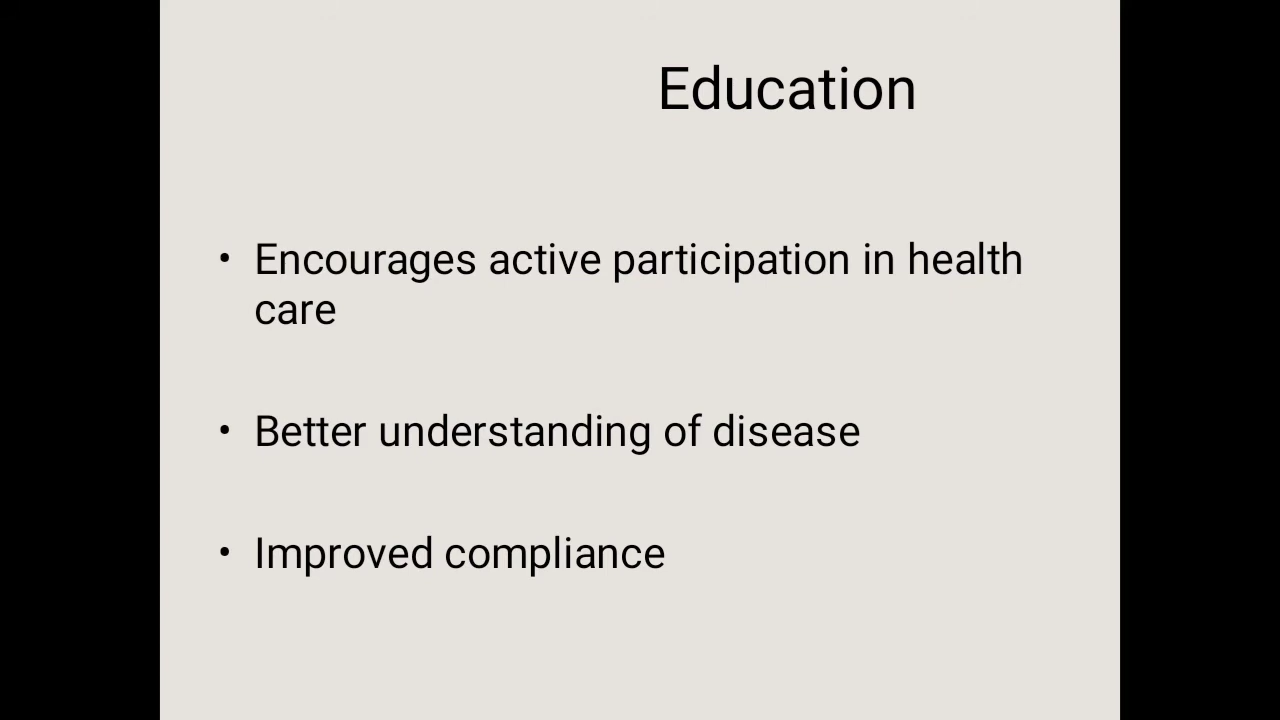 Education
• Encourages active participation in health
care
• Better understanding of disease
• Improved compliance